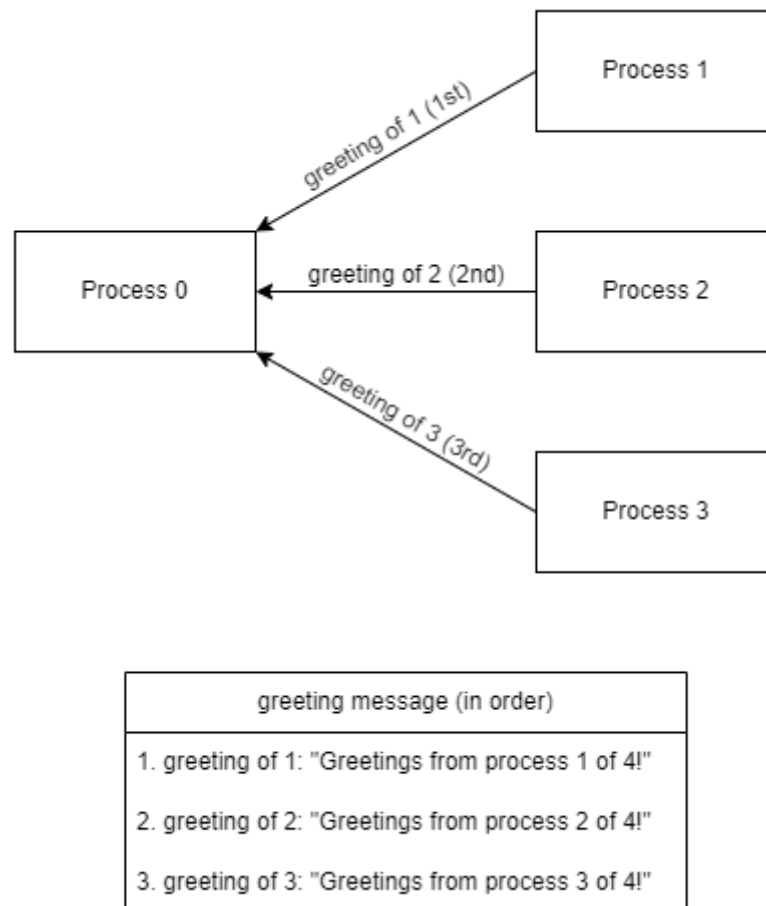 Process 1
greeting of 1 (1st)
Process 0
greeting of 2 (2nd)
Process 2
greeting of 3 (3rd)
Process 3
greeting message (in order)
1. greeting of 1: "Greetings from process 1 of 4!"
2. greeting of 2: "Greetings from process 2 of 4!"
3. greeting of 3: "Greetings from process 3 of 4!"